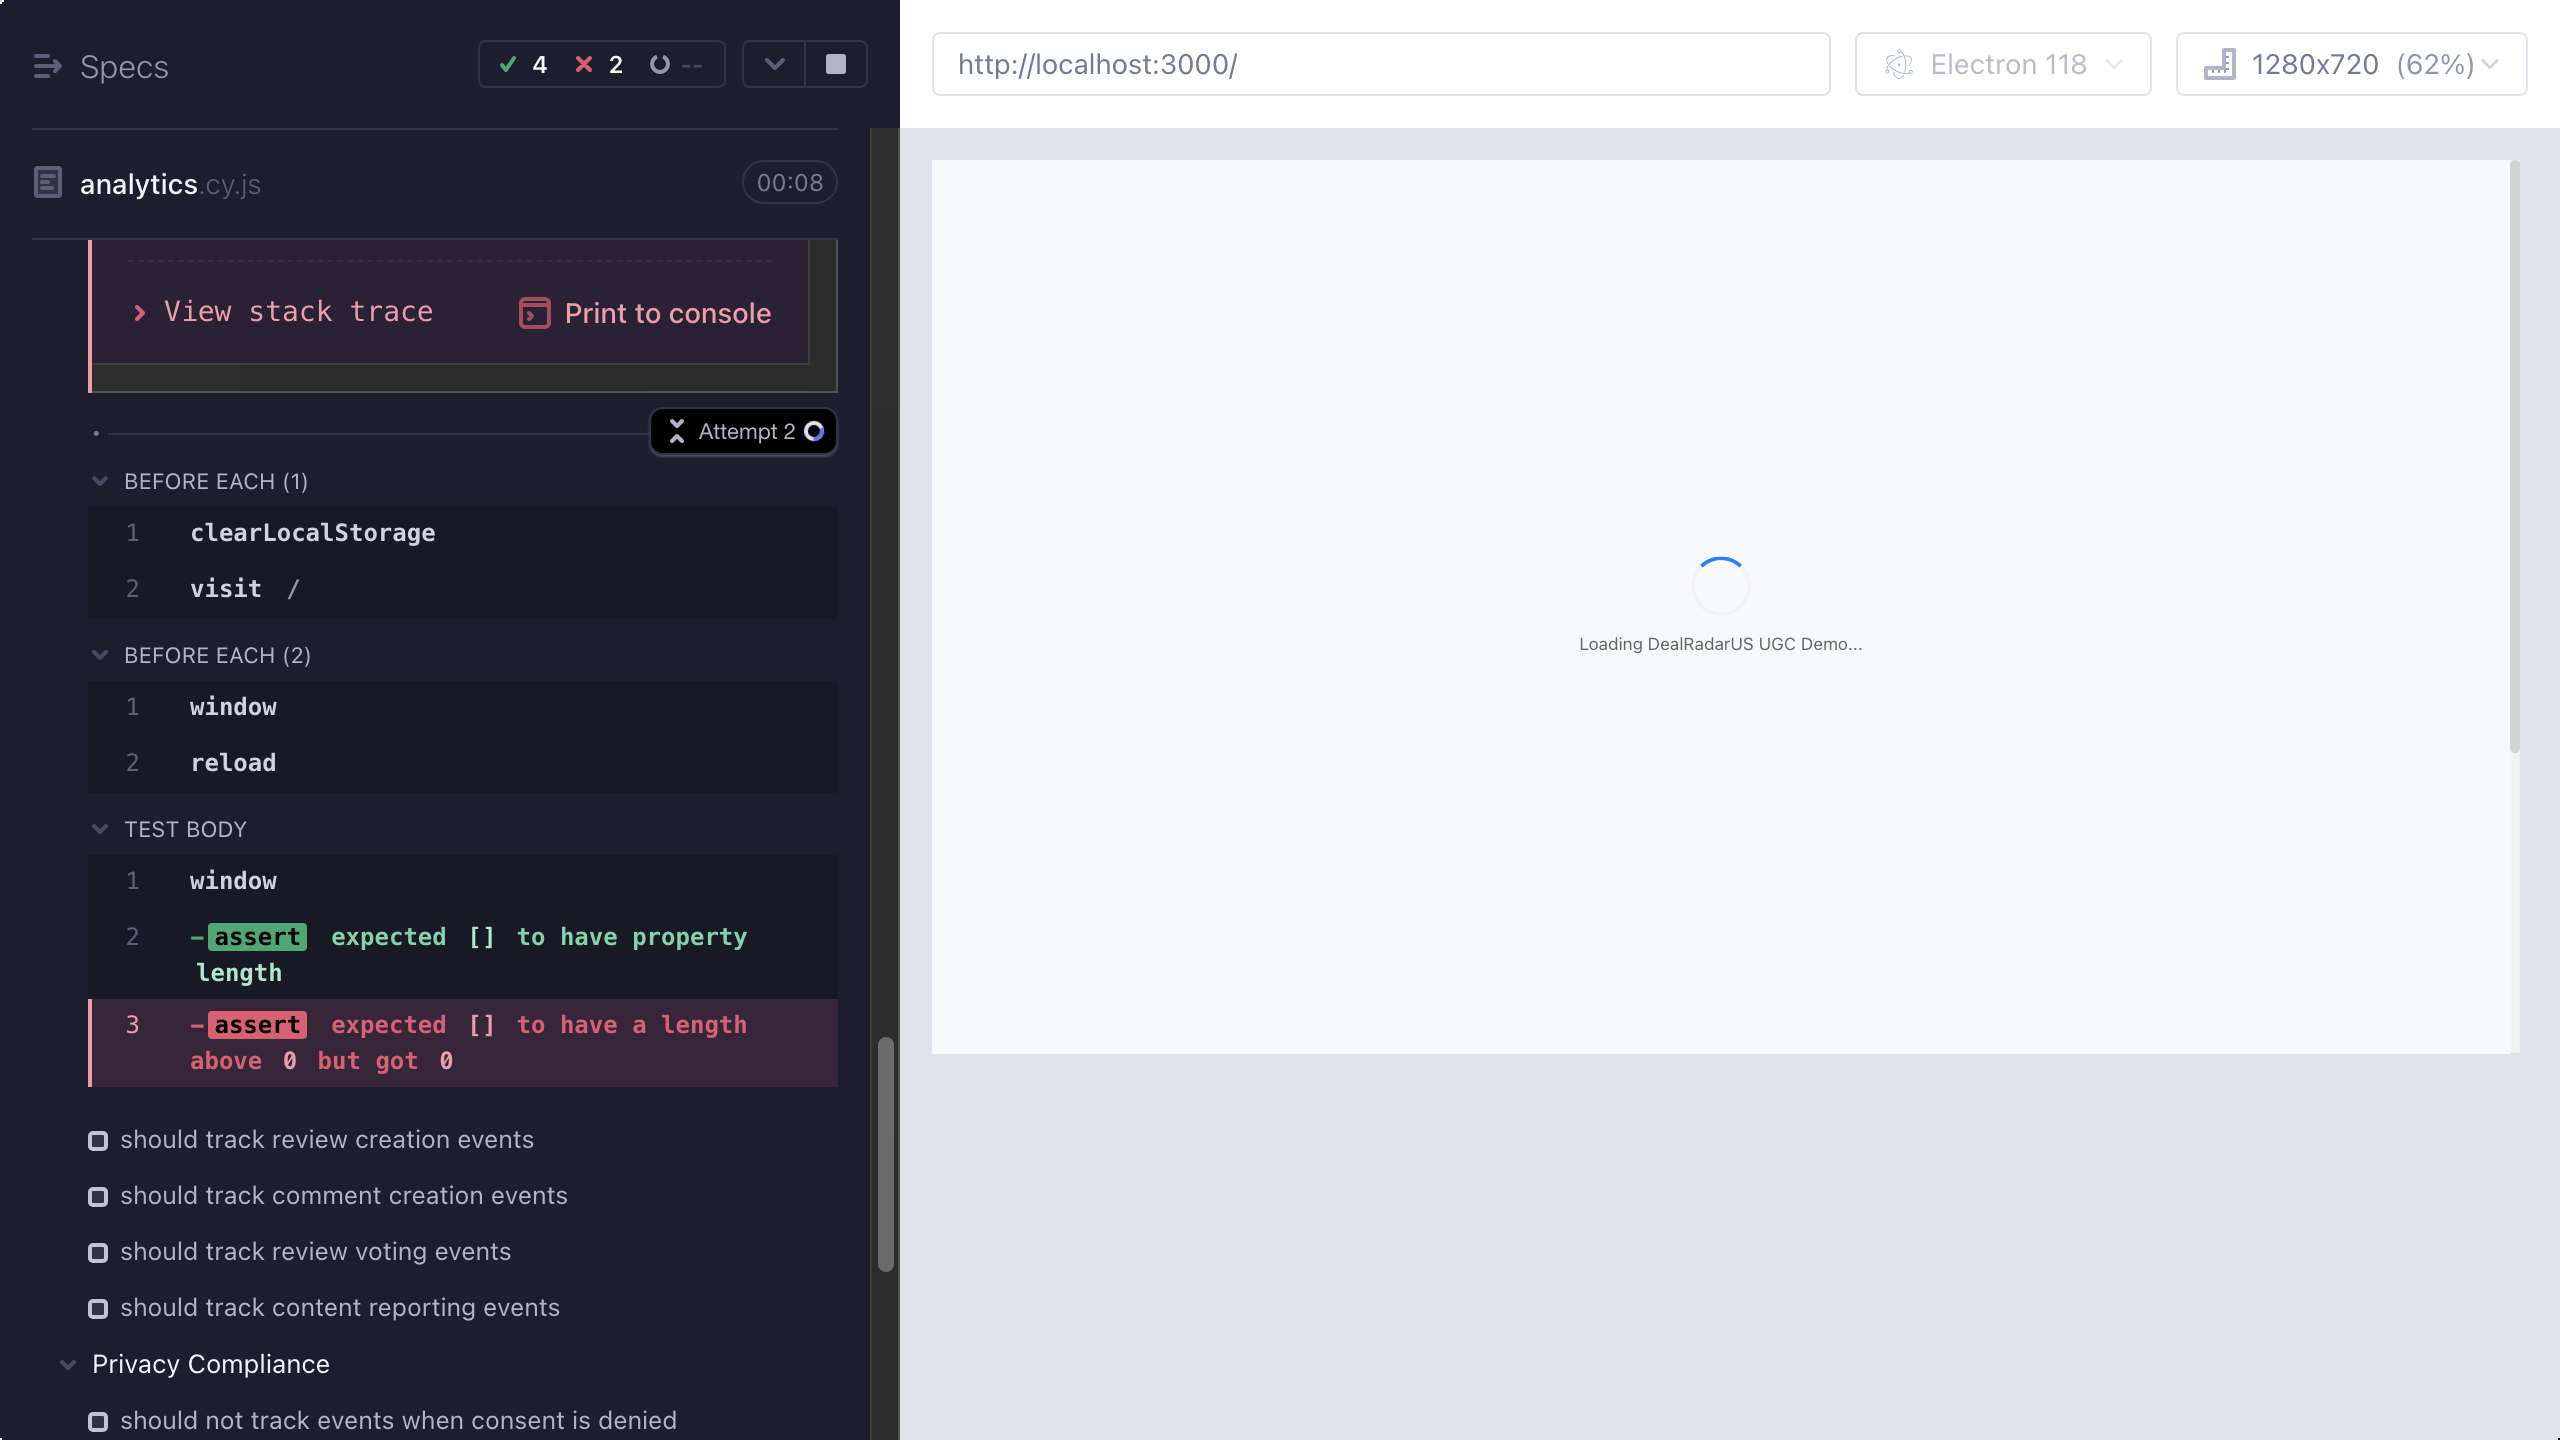 Specs
4 2 --
analytics.cy.js
00:08
View stack trace
Print to console
Attempt 2
BEFORE EACH (1)
1 clearLocalStorage
2 visit /
BEFORE EACH (2)
1 window
2 reload
TEST BODY
1 window
2 -assert expected [] to have property
length
3 -assert expected [] to have a length
above 0 but got 0
should track review creation events
should track comment creation events
should track review voting events
should track content reporting events
Privacy Compliance
should not track events when consent is denied
http://localhost:3000/
Electron 118
1280x720 (62%)
Loading DealRadarUS UGC Demo...